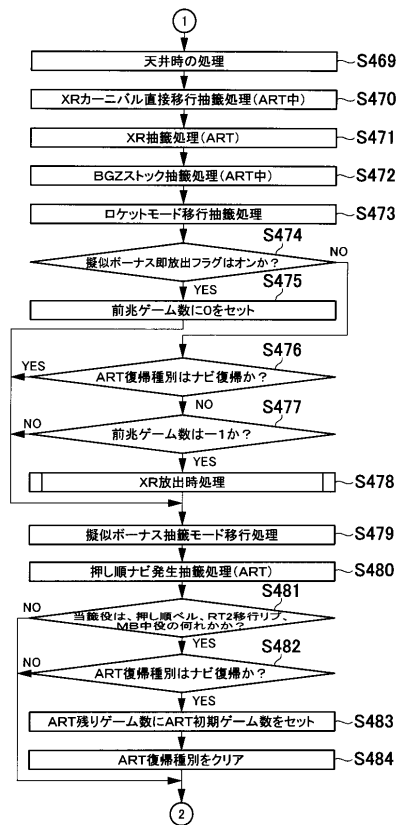 1
天井時の処理
S469
XRカーニバル直接移行抽籤処理(ART中)
S470
XR抽籤処理(ART)
S471
BGZストック抽籤処理(ART中)
S472
ロケットモード移行抽籤処理
S473
S474
擬似ボーナス即放出フラグはオンか?
NO
YES
S475
前兆ゲーム数に0をセット
S476
YES
ART復帰種別はナビ復帰か?
NO
S477
NO
前兆ゲーム数は−1か?
YES
XR放出時処理
S478
擬似ボーナス抽籤モード移行処理
S479
押し順ナビ発生抽籤処理(ART)
S480
S481
NO
当籤役は、押し順ベル、RT2移行リプ、
MB中役の何れかか?
YES
S482
NO
ART復帰種別はナビ復帰か?
YES
ART残りゲーム数にART初期ゲーム数をセット
S483
ART復帰種別をクリア
S484
2